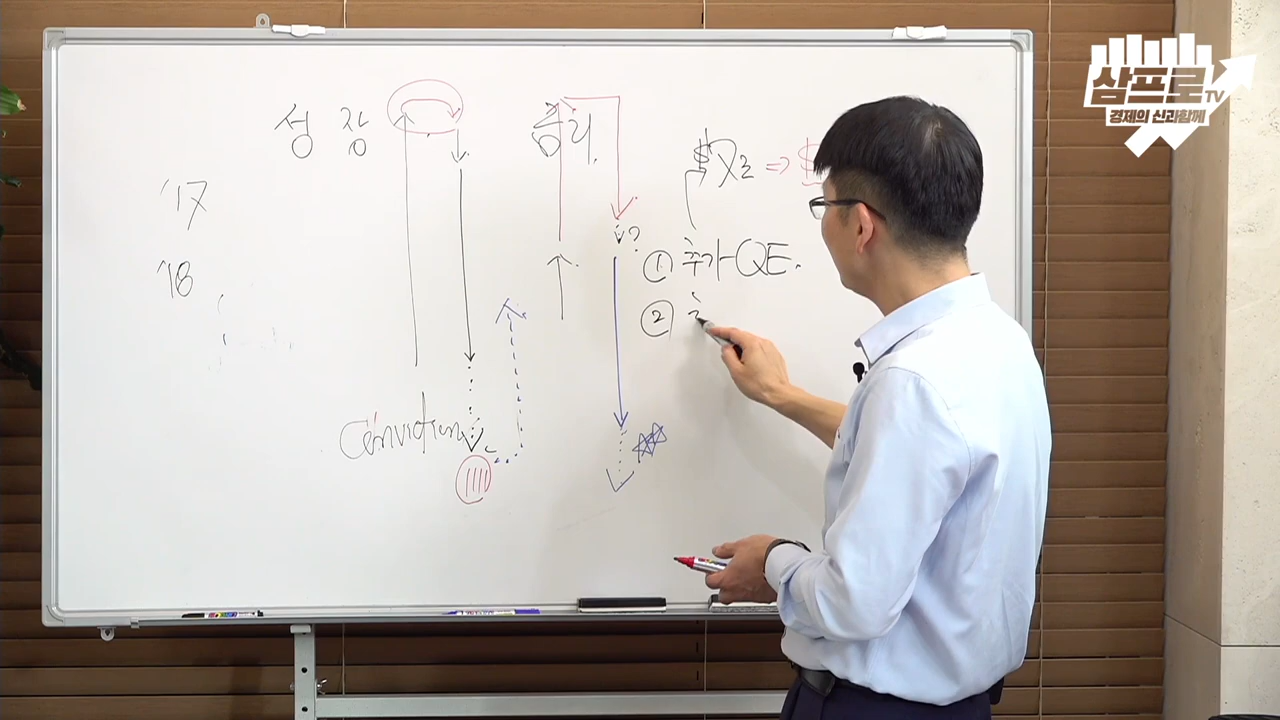 성장 금리.
$X2 ⇒ $
'17
'18
① 추가 QE.
②
Conviction
삼프로TV
경제의 신과함께